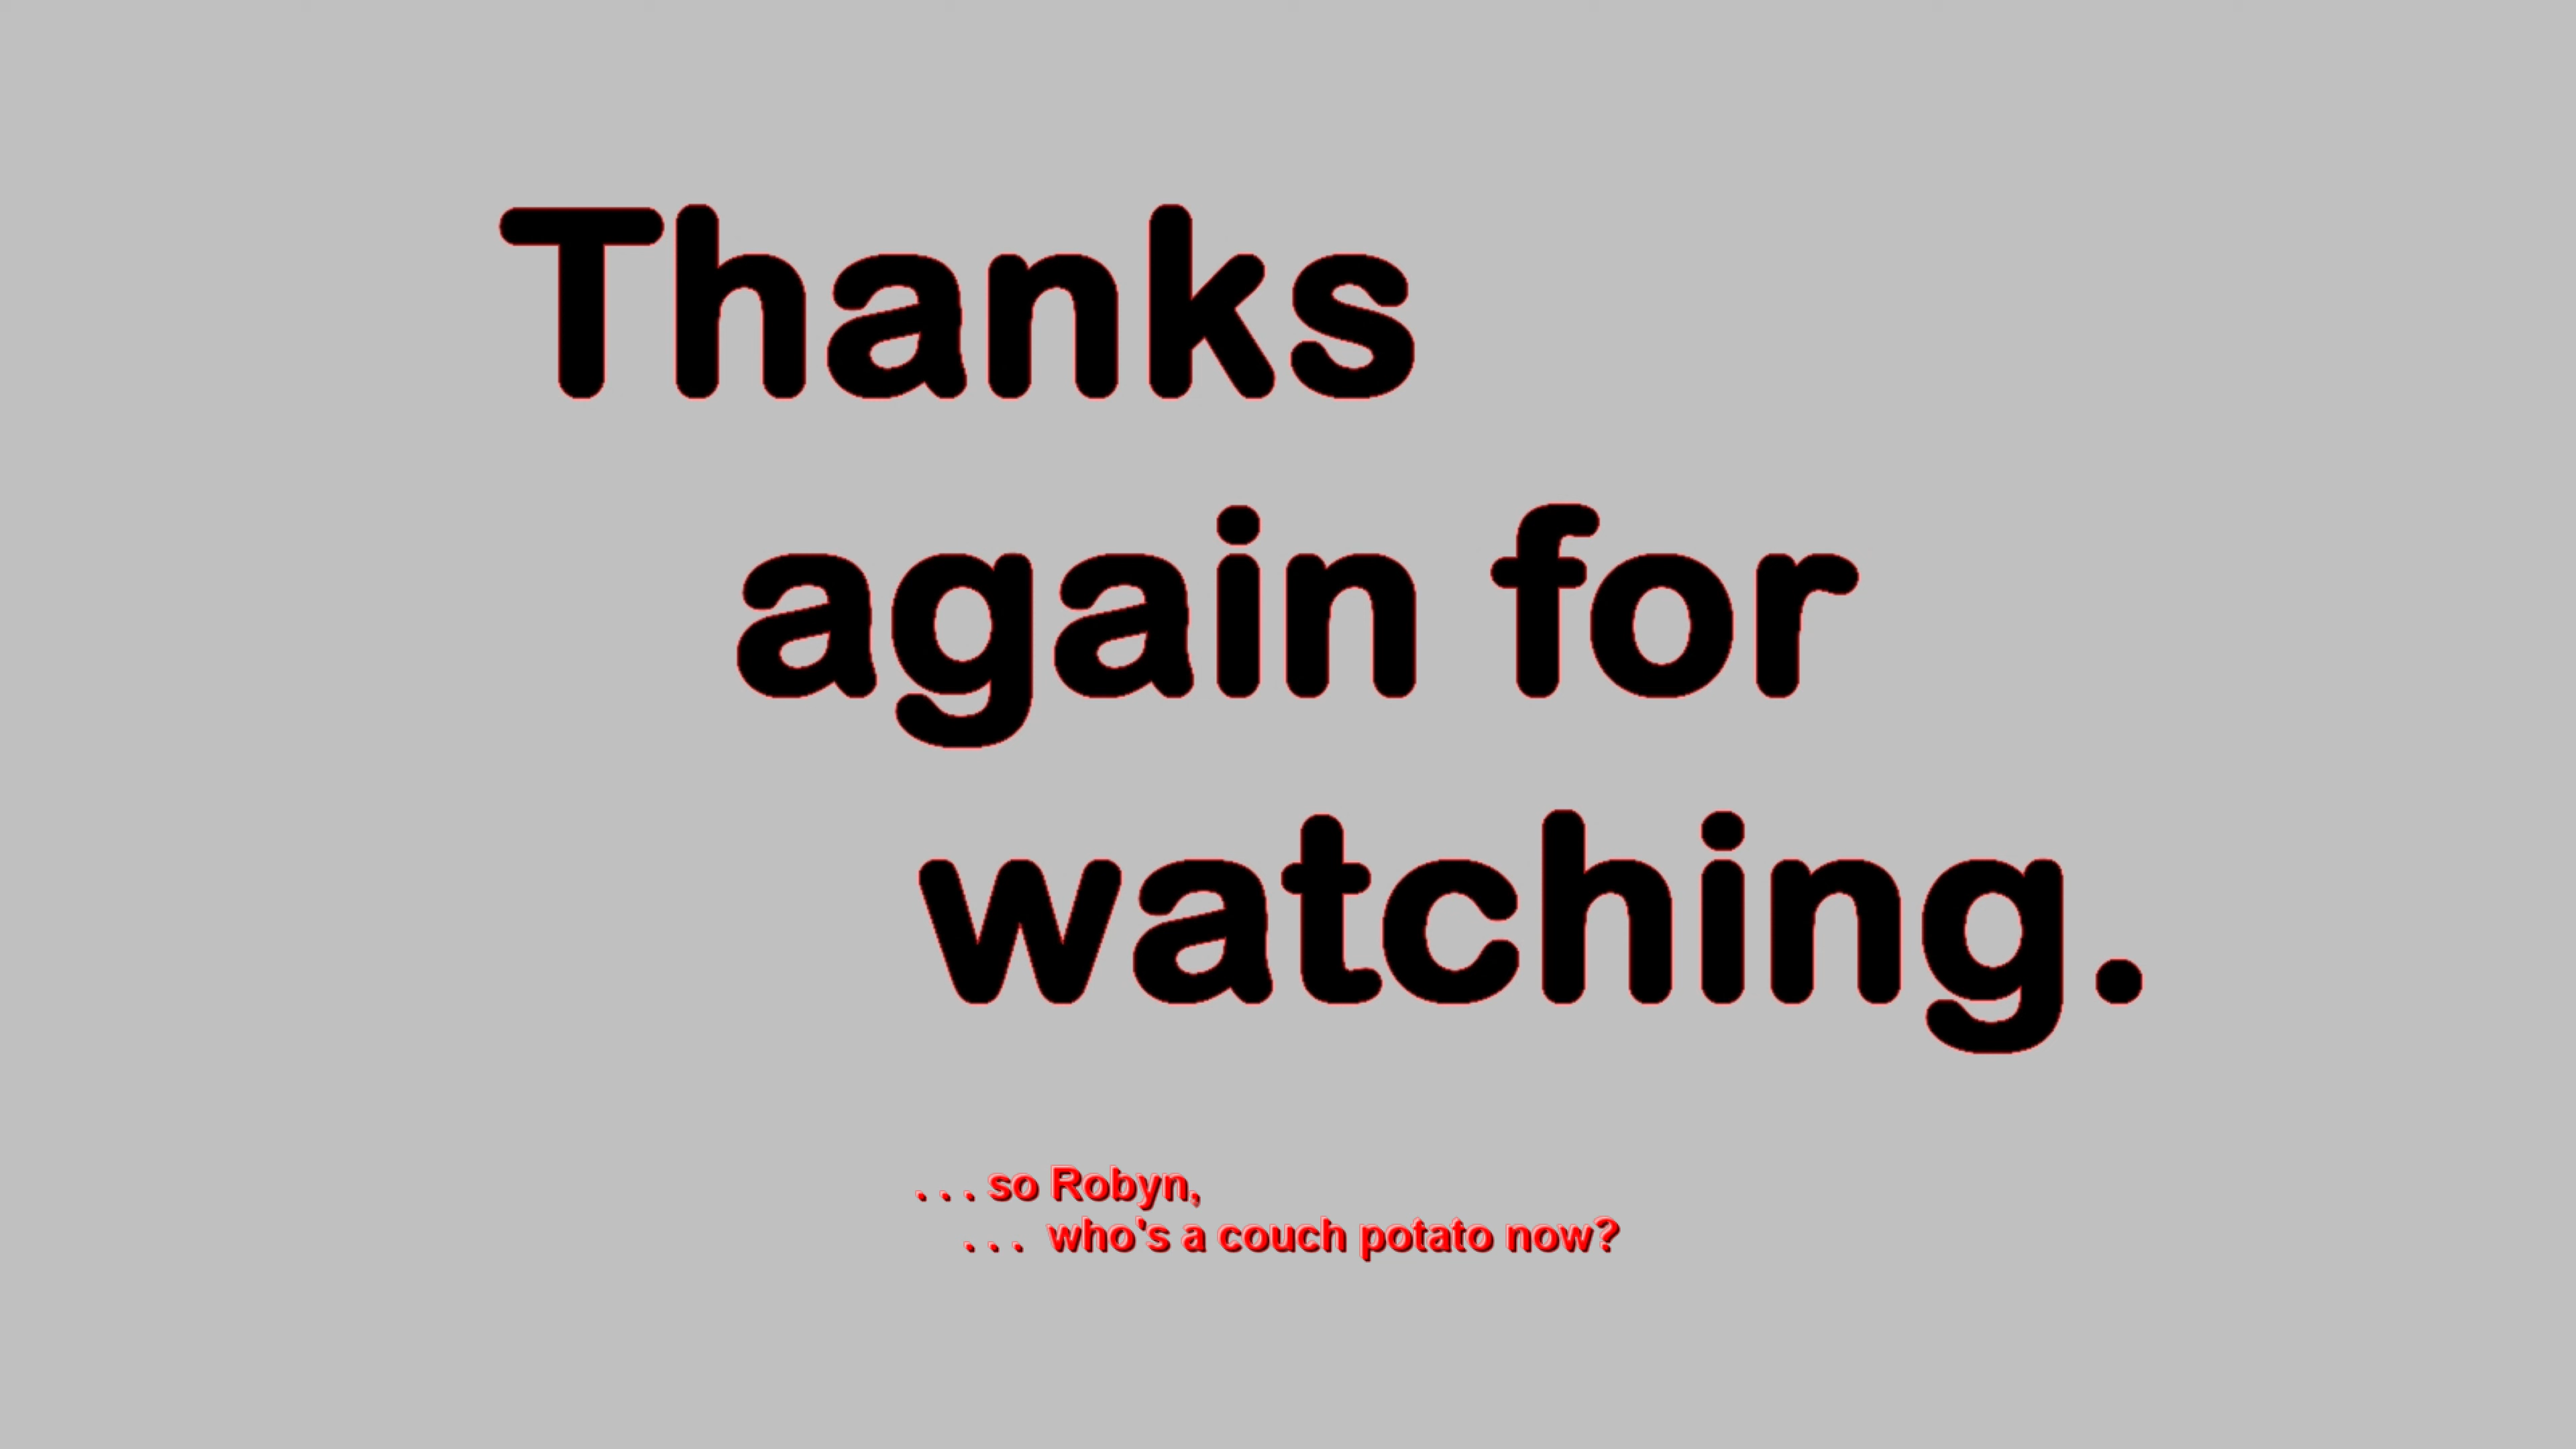 Thanks
again for
watching.
. . . so Robyn,
. . . who's a couch potato now?